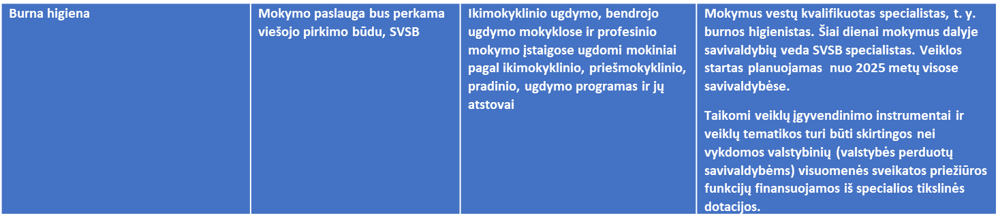 Burna higiena
Mokymo paslauga bus perkama
viešojo pirkimo būdu, SVSB
Ikimokyklinio ugdymo, bendrojo
ugdymo mokyklose ir profesinio
mokymo įstaigose ugdomi mokiniai
pagal ikimokyklinio, priešmokyklinio,
pradinio, ugdymo programas ir jų
atstovai
Mokymus vestų kvalifikuotas specialistas, t. y.
burnos higienistas. Šiai dienai mokymus dalyje
savivaldybių veda SVSB specialistas. Veiklos
startas planuojamas nuo 2025 metų visose
savivaldybėse.
Taikomi veiklų įgyvendinimo instrumentai ir
veiklų tematikos turi būti skirtingos nei
vykdomos valstybinių (valstybės perduotų
savivaldybėms) visuomenės sveikatos priežiūros
funkcijų finansuojamos iš specialios tikslinės
dotacijos.